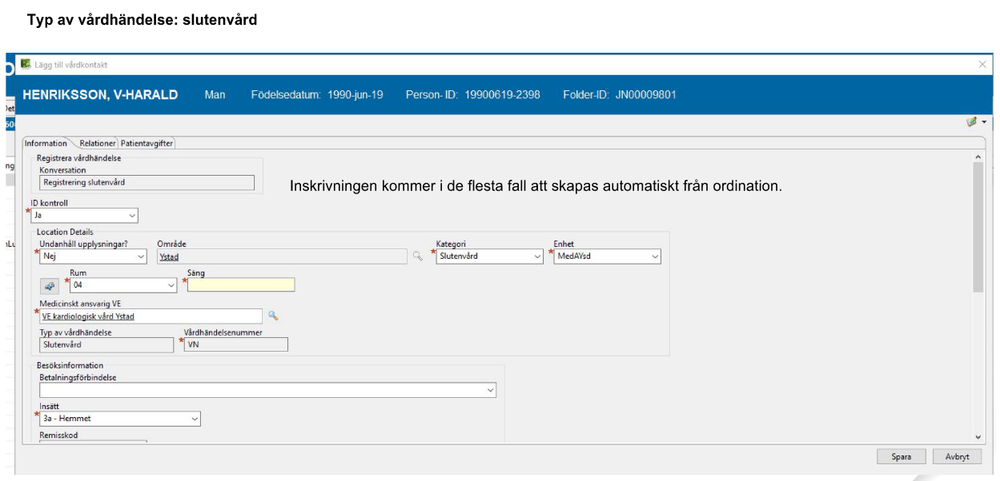 Typ av vårdhändelse: slutenvård
Lägg till vårdkontakt
HENRIKSSON, V-HARALD Man Födelsedatum: 1990-jun-19 Person- ID: 19900619-2398 Folder-ID: JN00009801
Information Relationer Patientavgifter
Registrera vårdhändelse
Konversation
Registrering slutenvård
Inskrivningen kommer i de flesta fall att skapas automatiskt från ordination.
ID kontroll
* Ja
Location Details
Undanhåll upplysningar? Område Kategori Enhet
* Nej Ystad * Slutenvård * MedAYsd
Rum Säng
* 04 *
Medicinskt ansvarig VE
* VE kardiologisk vård Ystad
Typ av vårdhändelse Vårdhändelsenummer
Slutenvård * VN
Besöksinformation
Betalningsförbindelse
Insätt
* 3a - Hemmet
Remisskod
Spara Avbryt